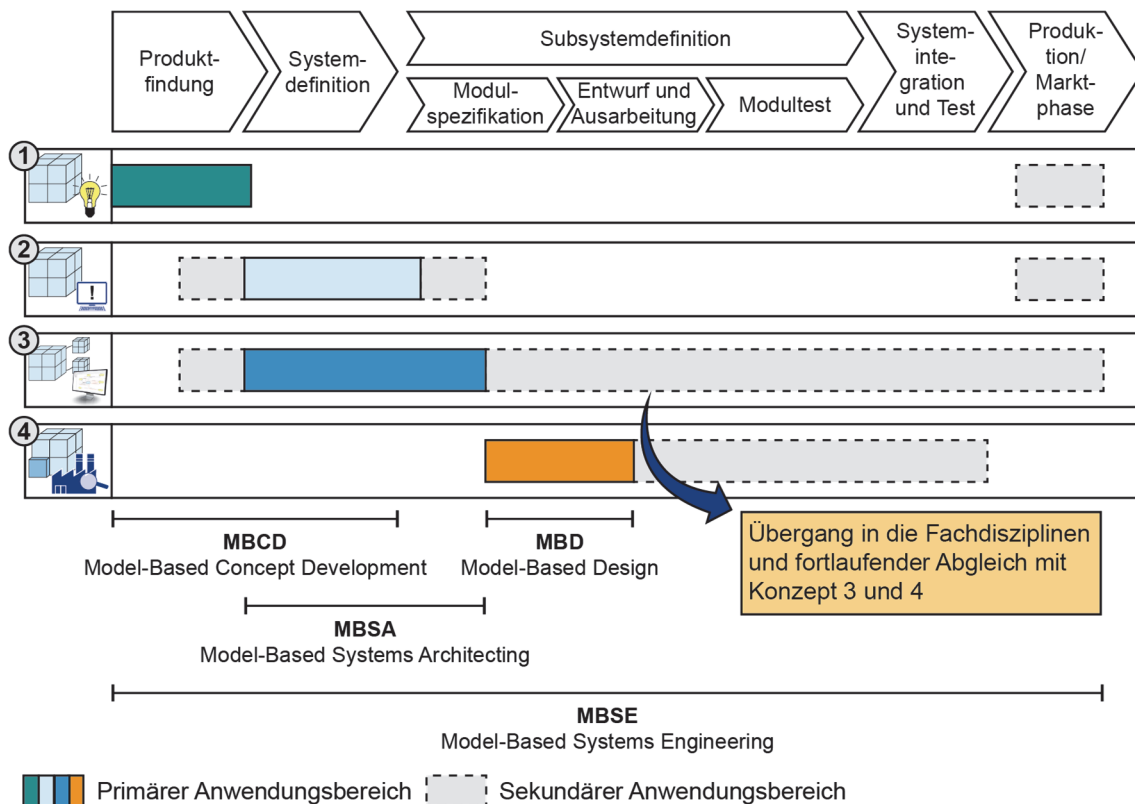 Produkt-
findung
System-
definition
Subsystemdefinition
Modul-
spezifikation
Entwurf und
Ausarbeitung
Modultest
System-
inte-
gration
und Test
Produk-
tion/
Markt-
phase
1
2
!
3
4
MBCD
Model-Based Concept Development
MBD
Model-Based Design
Übergang in die Fachdisziplinen
und fortlaufender Abgleich mit
Konzept 3 und 4
MBSA
Model-Based Systems Architecting
MBSE
Model-Based Systems Engineering
Primärer Anwendungsbereich
Sekundärer Anwendungsbereich